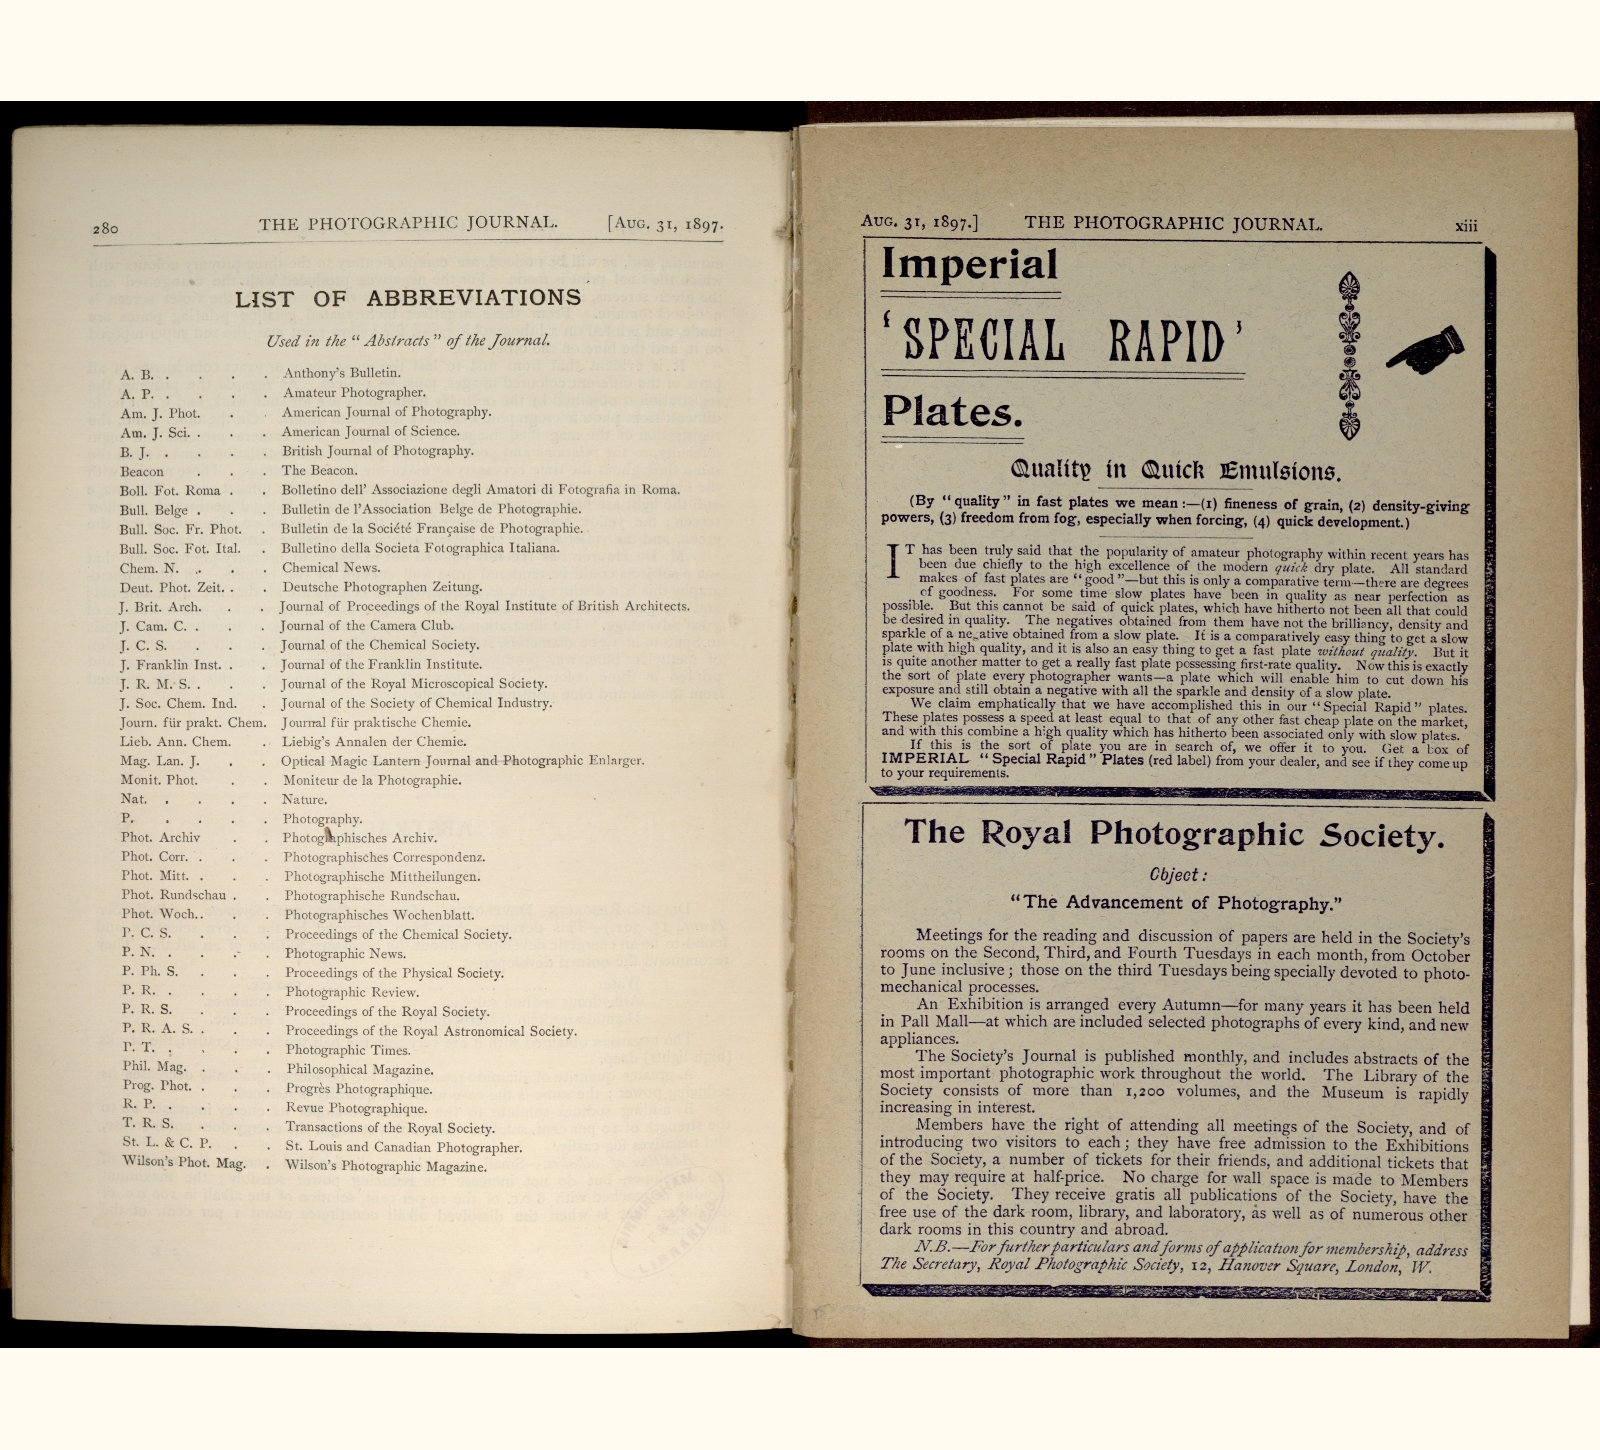 280 THE PHOTOGRAPHIC JOURNAL. [AUG. 31, 1897.
LIST OF ABBREVIATIONS
Used in the “ Abstracts ” of the Journal.
A. B. . . . . Anthony's Bulletin.
A. P. . . . . Amateur Photographer.
Am. J. Phot. . . American Journal of Photography.
Am. J. Sci. . . . American Journal of Science.
B. J. . . . . British Journal of Photography.
Beacon . . . The Beacon.
Boll. Fot. Roma . . Bolletino dell' Associazione degli Amatori di Fotografia in Roma.
Bull. Belge . . . Bulletin de l'Association Belge de Photographie.
Bull. Soc. Fr. Phot. . Bulletin de la Société Française de Photographie.
Bull. Soc. Fot. Ital. . Bulletino della Societa Fotographica Italiana.
Chem. N. . . . Chemical News.
Deut. Phot. Zeit. . . Deutsche Photographen Zeitung.
J. Brit. Arch. . . Journal of Proceedings of the Royal Institute of British Architects.
J. Cam. C. . . . Journal of the Camera Club.
J. C. S. . . . Journal of the Chemical Society.
J. Franklin Inst. . . Journal of the Franklin Institute.
J. R. M. S. . . . Journal of the Royal Microscopical Society.
J. Soc. Chem. Ind. . Journal of the Society of Chemical Industry.
Journ. für prakt. Chem. Journal für praktische Chemie.
Lieb. Ann. Chem. . Liebig's Annalen der Chemie.
Mag. Lan. J. . . Optical Magic Lantern Journal and Photographic Enlarger.
Monit. Phot. . . Moniteur de la Photographie.
Nat. . . . . Nature.
P. . . . . Photography.
Phot. Archiv . . Photographisches Archiv.
Phot. Corr. . . . Photographisches Correspondenz.
Phot. Mitt. . . . Photographische Mittheilungen.
Phot. Rundschau . . Photographische Rundschau.
Phot. Woch. . . . Photographisches Wochenblatt.
P. C. S. . . . Proceedings of the Chemical Society.
P. N. . . . . Photographic News.
P. Ph. S. . . . Proceedings of the Physical Society.
P. R. . . . . Photographic Review.
P. R. S. . . . Proceedings of the Royal Society.
P. R. A. S. . . . Proceedings of the Royal Astronomical Society.
P. T. . . . . Photographic Times.
Phil. Mag. . . . Philosophical Magazine.
Prog. Phot. . . . Progrès Photographique.
R. P. . . . . Revue Photographique.
T. R. S. . . . Transactions of the Royal Society.
St. L. & C. P. . . St. Louis and Canadian Photographer.
Wilson's Phot. Mag. . Wilson's Photographic Magazine.
BIRMINGHAM
FREE
LIBRARIES
AUG. 31, 1897.] THE PHOTOGRAPHIC JOURNAL. xiii
Imperial
‘SPECIAL RAPID’
Plates.
Quality in Quick Emulsions.
(By “ quality ” in fast plates we mean :—(1) fineness of grain, (2) density-giving
powers, (3) freedom from fog, especially when forcing, (4) quick development.)
IT has been truly said that the popularity of amateur photography within recent years has
been due chiefly to the high excellence of the modern quick dry plate. All standard
makes of fast plates are “ good ”—but this is only a comparative term—there are degrees
of goodness. For some time slow plates have been in quality as near perfection as
possible. But this cannot be said of quick plates, which have hitherto not been all that could
be desired in quality. The negatives obtained from them have not the brilliancy, density and
sparkle of a negative obtained from a slow plate. It is a comparatively easy thing to get a slow
plate with high quality, and it is also an easy thing to get a fast plate without quality. But it
is quite another matter to get a really fast plate possessing first-rate quality. Now this is exactly
the sort of plate every photographer wants—a plate which will enable him to cut down his
exposure and still obtain a negative with all the sparkle and density of a slow plate.
We claim emphatically that we have accomplished this in our “ Special Rapid ” plates.
These plates possess a speed at least equal to that of any other fast cheap plate on the market,
and with this combine a high quality which has hitherto been associated only with slow plates.
If this is the sort of plate you are in search of, we offer it to you. Get a box of
IMPERIAL “ Special Rapid ” Plates (red label) from your dealer, and see if they come up
to your requirements.
The Royal Photographic Society.
Object :
“The Advancement of Photography.”
Meetings for the reading and discussion of papers are held in the Society's
rooms on the Second, Third, and Fourth Tuesdays in each month, from October
to June inclusive ; those on the third Tuesdays being specially devoted to photo-
mechanical processes.
An Exhibition is arranged every Autumn—for many years it has been held
in Pall Mall—at which are included selected photographs of every kind, and new
appliances.
The Society's Journal is published monthly, and includes abstracts of the
most important photographic work throughout the world. The Library of the
Society consists of more than 1,200 volumes, and the Museum is rapidly
increasing in interest.
Members have the right of attending all meetings of the Society, and of
introducing two visitors to each ; they have free admission to the Exhibitions
of the Society, a number of tickets for their friends, and additional tickets that
they may require at half-price. No charge for wall space is made to Members
of the Society. They receive gratis all publications of the Society, have the
free use of the dark room, library, and laboratory, as well as of numerous other
dark rooms in this country and abroad.
N.B.—For further particulars and forms of application for membership, address
The Secretary, Royal Photographic Society, 12, Hanover Square, London, W.